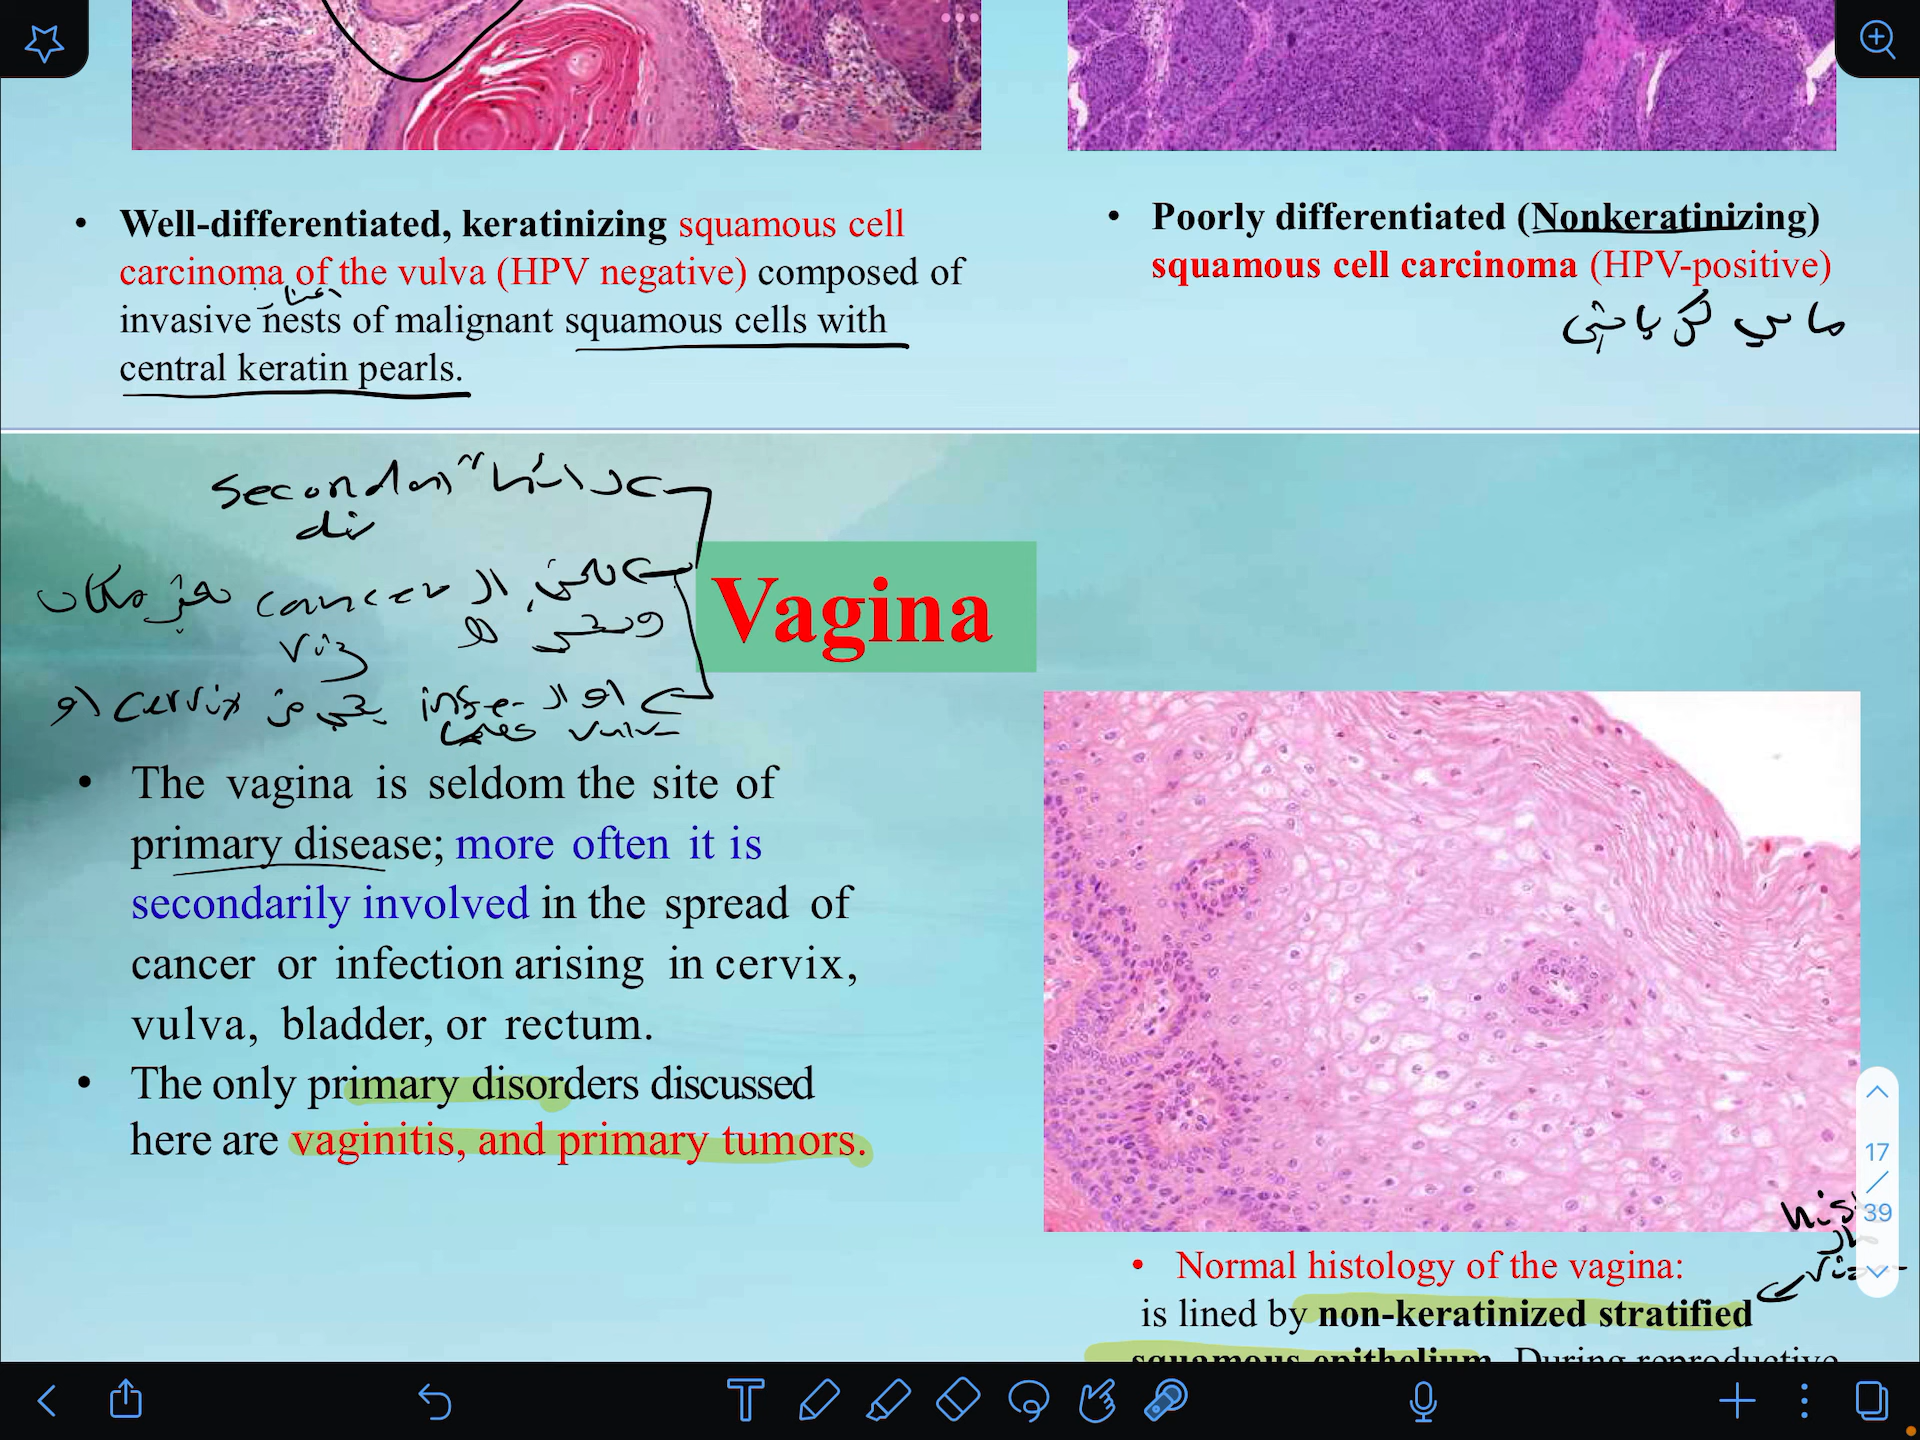 • Well-differentiated, keratinizing squamous cell
carcinoma of the vulva (HPV negative) composed of
invasive nests of malignant squamous cells with
central keratin pearls.
• Poorly differentiated (Nonkeratinizing)
squamous cell carcinoma (HPV-positive)
cancer
cervix
Vagina
• The vagina is seldom the site of
primary disease; more often it is
secondarily involved in the spread of
cancer or infection arising in cervix,
vulva, bladder, or rectum.
• The only primary disorders discussed
here are vaginitis, and primary tumors.
17
/
39
• Normal histology of the vagina:
is lined by non-keratinized stratified
squamous epithelium. During reproductive
T